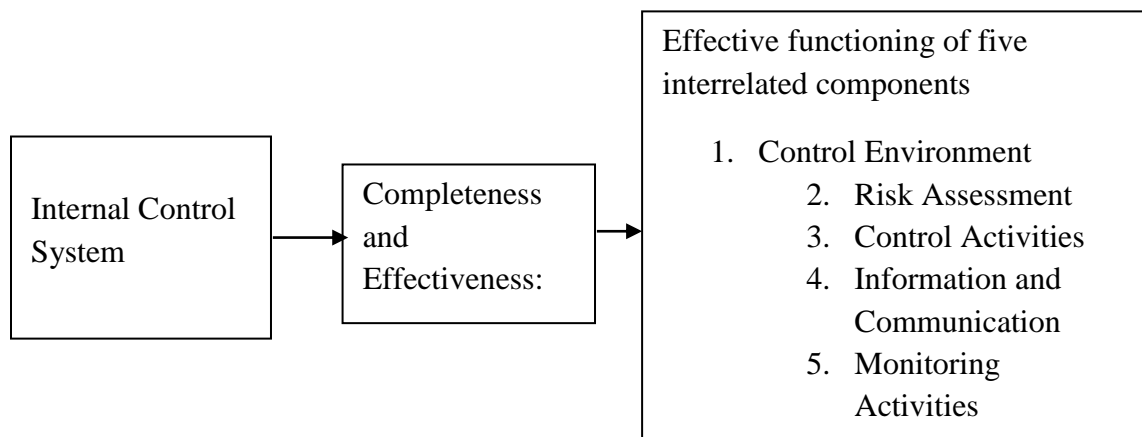 Internal Control
System
Completeness
and
Effectiveness:
Effective functioning of five
interrelated components
1. Control Environment
2. Risk Assessment
3. Control Activities
4. Information and
Communication
5. Monitoring
Activities